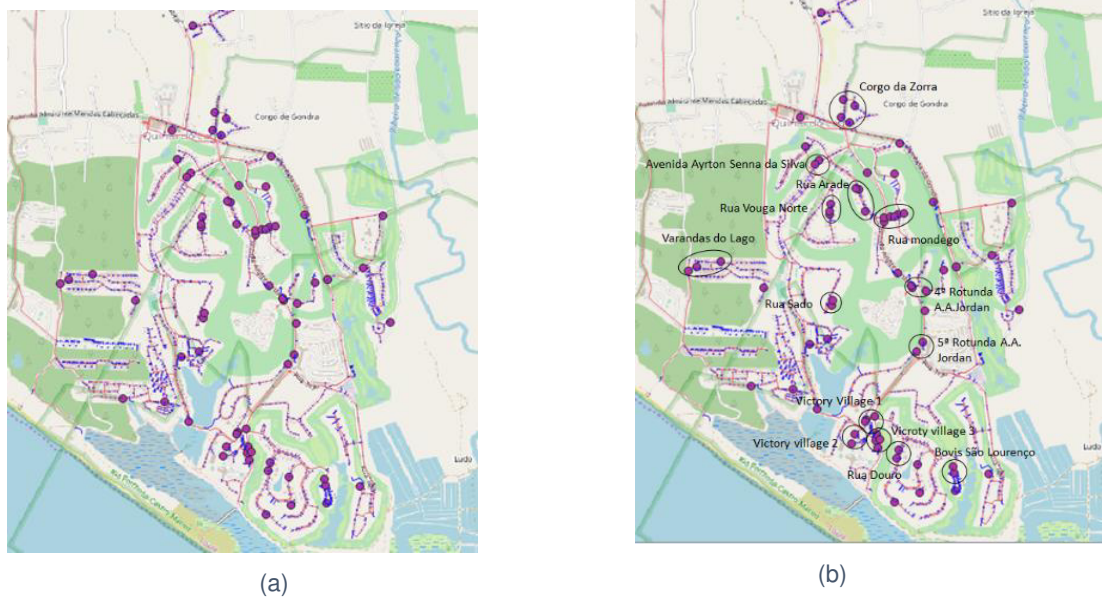 Sítio da Igreja
Corgo de Gondra
Ludo
(a)
Sítio da Igreja
Corgo da Zorra
Corgo de Gondra
Avenida Ayrton Senna da Silva
Rua Arade
Rua Vouga Norte
Rua mondego
Varandas do Lago
Rua Sado
4ª Rotunda
A.A.Jordan
5ª Rotunda A.A.
Jordan
Victory Village 1
Victory village 2
Vicroty village 3
Bovis São Lourenço
Rua Douro
Ludo
(b)